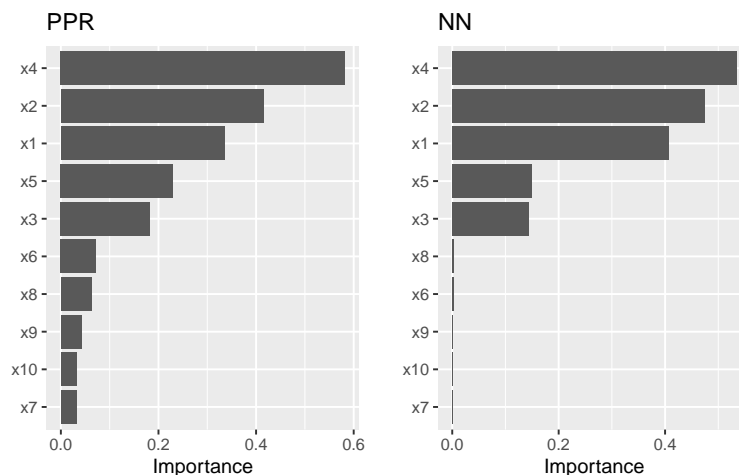 PPR
x4
x2
x1
x5
x3
x6
x8
x9
x10
x7
0.0 0.2 0.4 0.6
Importance
NN
x4
x2
x1
x5
x3
x8
x6
x9
x10
x7
0.0 0.2 0.4
Importance